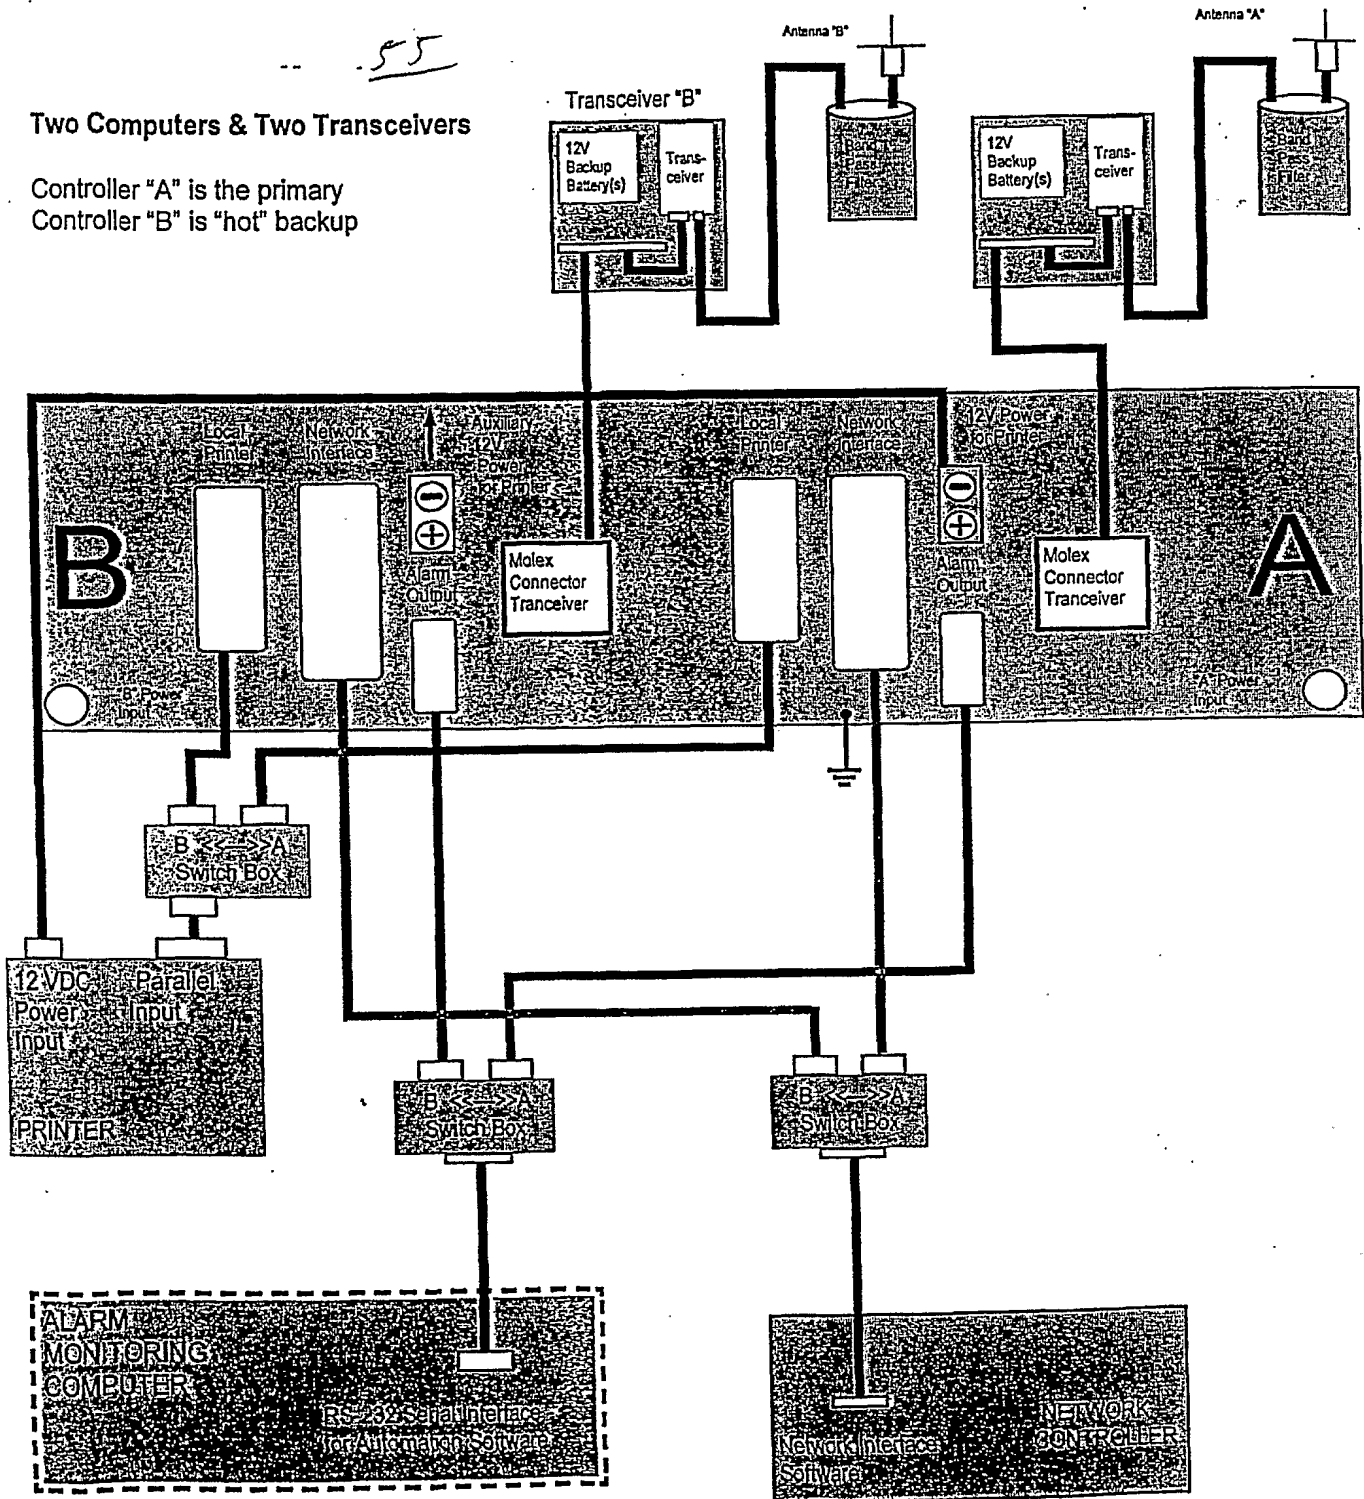 .55
Antenna "B"
Antenna "A"
Two Computers & Two Transceivers
Controller "A" is the primary
Controller "B" is "hot" backup
Transceiver "B"
12V
Backup
Battery(s)
Trans-
ceiver
Band
Pass
Filter
12V
Backup
Battery(s)
Trans-
ceiver
Band
Pass
Filter
B
Local
Printer
Network
Interface
Auxiliary
12V
Power
for Printer
Alarm
Output
Molex
Connector
Tranceiver
"B" Power
Input
Local
Printer
Network
Interface
12V Power
for Printer
Alarm
Output
Molex
Connector
Tranceiver
A
"A" Power
Input
B <<-->> A
Switch Box
12 VDC
Power
Input
Parallel
Input
PRINTER
B <<-->> A
Switch Box
B <<-->> A
Switch Box
ALARM
MONITORING
COMPUTER
RS-232 Serial Interface
for Automation Software
NETWORK
CONTROLLER
Network Interface
Software